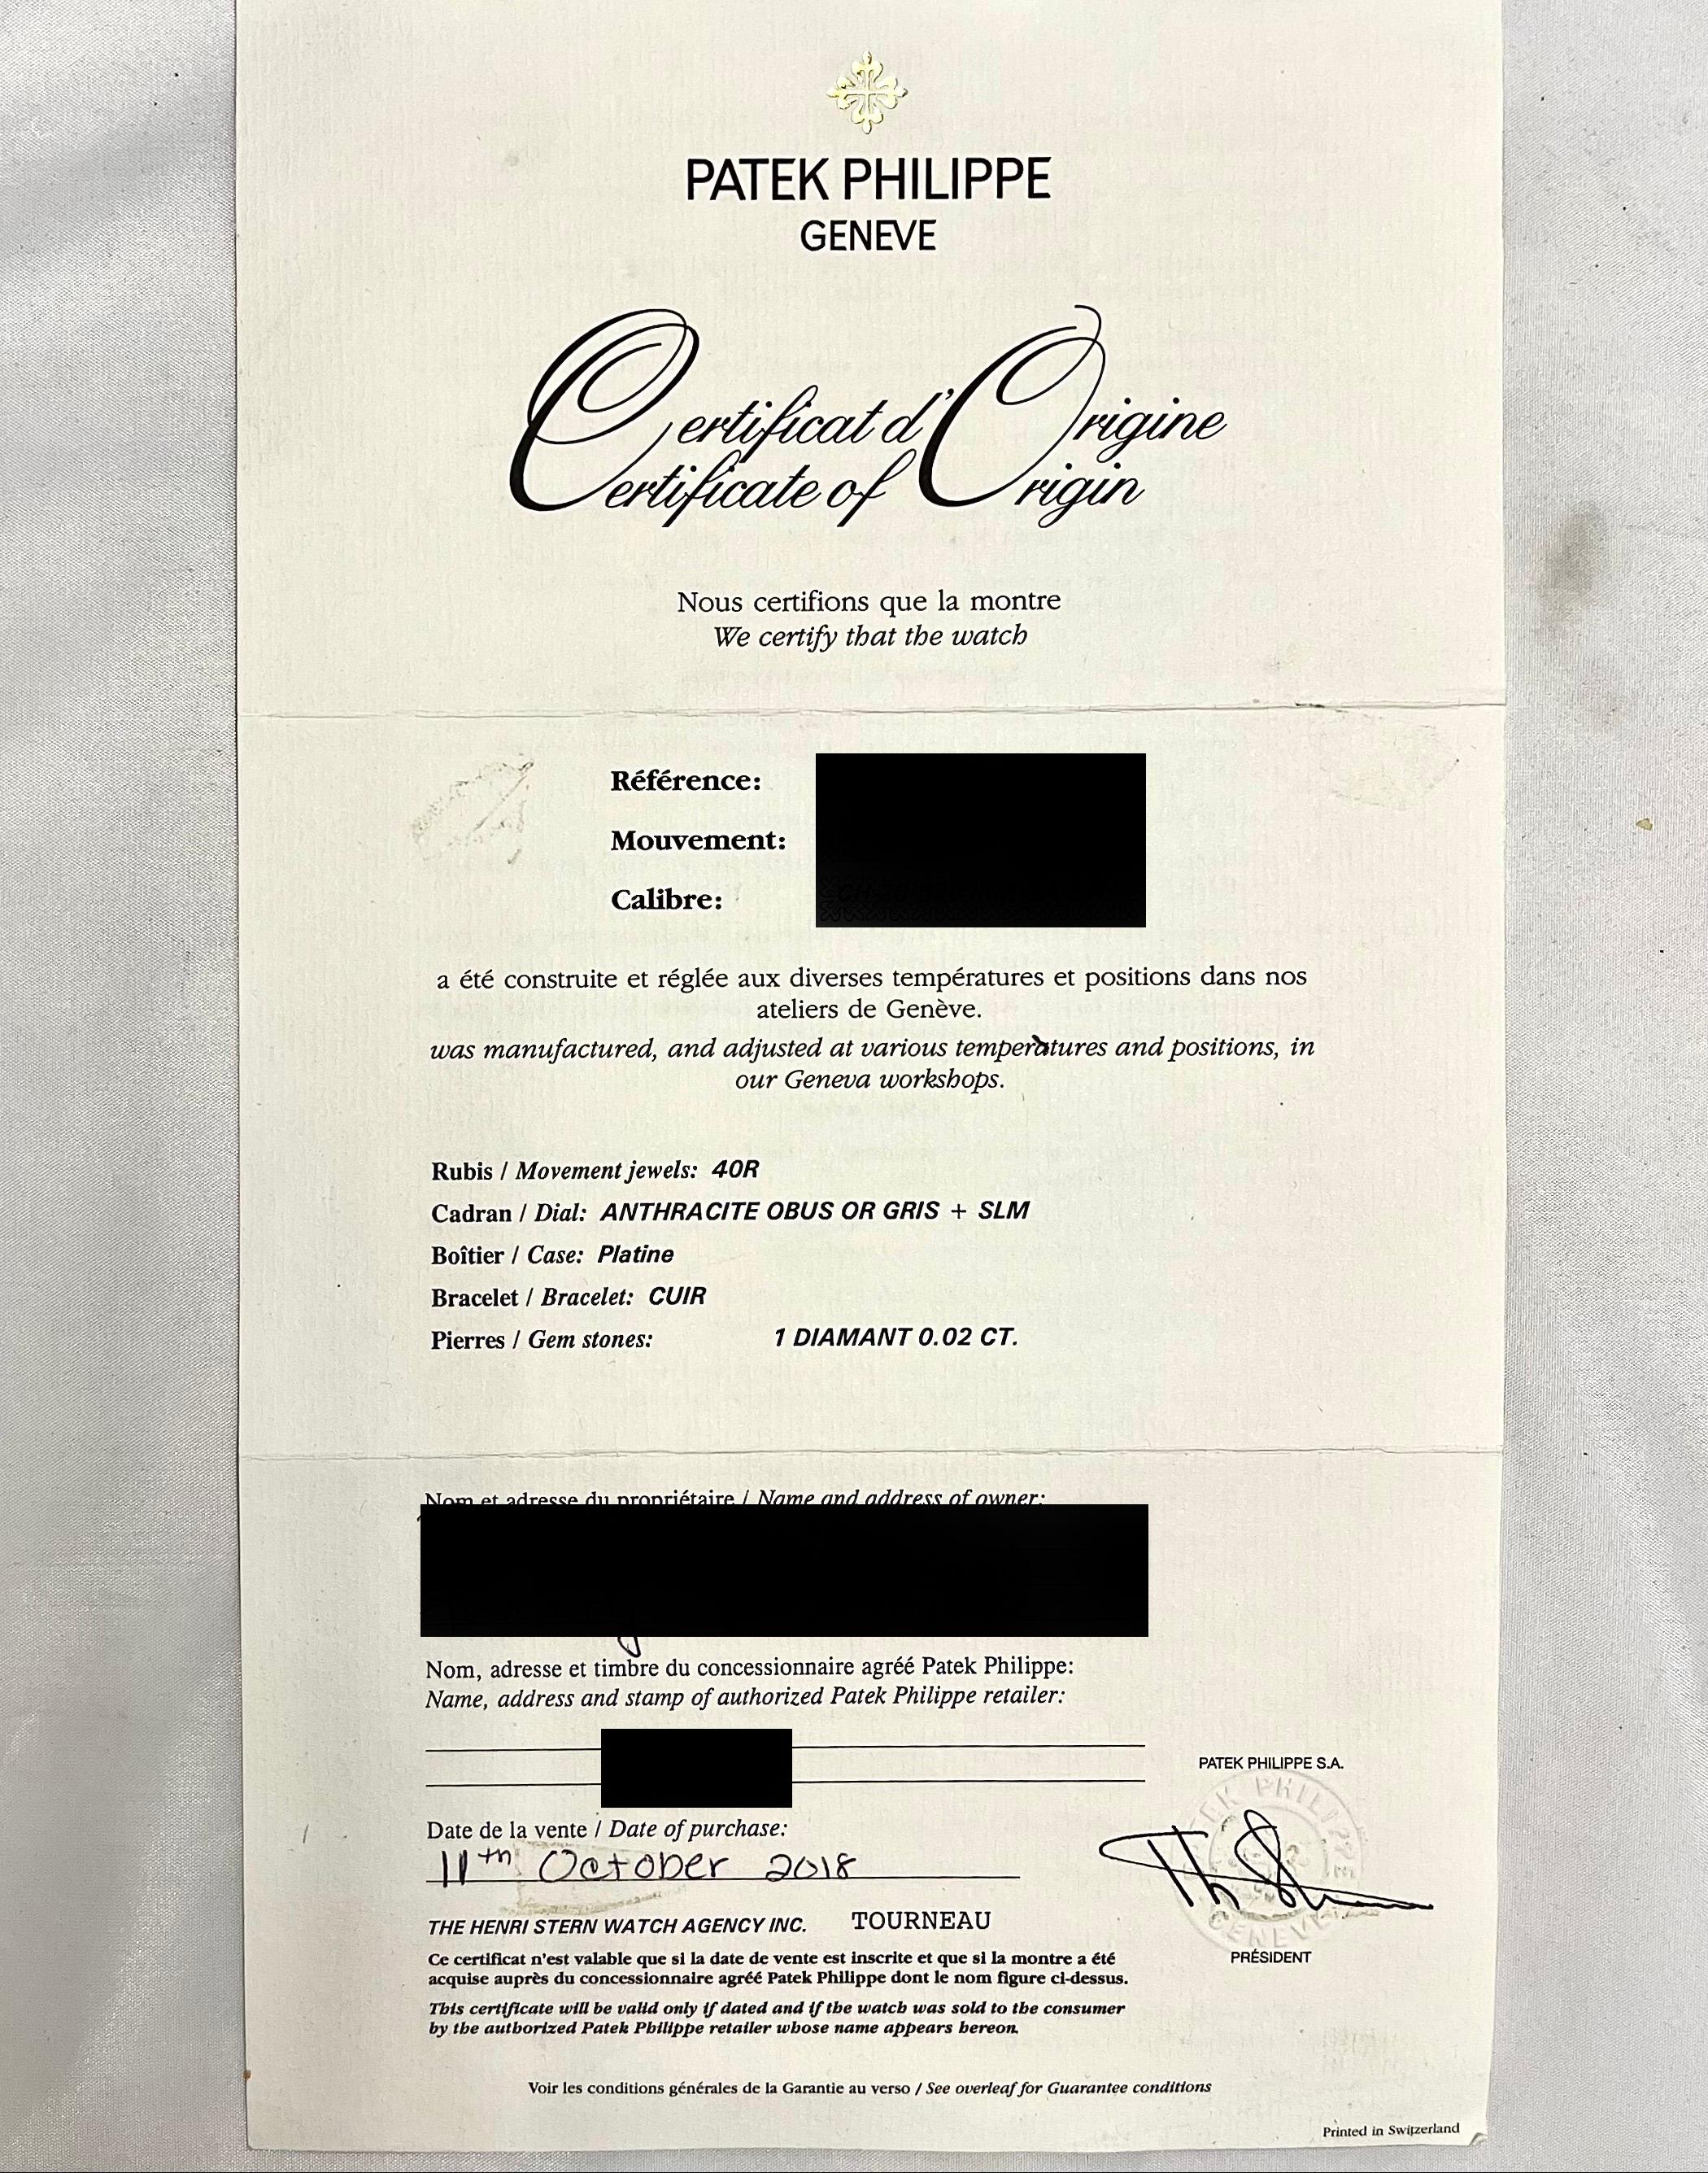 PATEK PHILIPPE
GENEVE
Certificat d'Origine
Certificate of Origin
Nous certifions que la montre
We certify that the watch
Référence:
Mouvement:
Calibre:
a été construite et réglée aux diverses températures et positions dans nos
ateliers de Genève.
was manufactured, and adjusted at various temperatures and positions, in
our Geneva workshops.
Rubis / Movement jewels: 40R
Cadran / Dial: ANTHRACITE OBUS OR GRIS + SLM
Boîtier / Case: Platine
Bracelet / Bracelet: CUIR
Pierres / Gem stones: 1 DIAMANT 0.02 CT.
Nom et adresse du propriétaire / Name and address of owner:
Nom, adresse et timbre du concessionnaire agréé Patek Philippe:
Name, address and stamp of authorized Patek Philippe retailer:
PATEK PHILIPPE S.A.
PATEK PHILIPPE
GENEVE
Date de la vente / Date of purchase:
11th October 2018
THE HENRI STERN WATCH AGENCY INC. TOURNEAU
PRÉSIDENT
Ce certificat n'est valable que si la date de vente est inscrite et que si la montre a été
acquise auprès du concessionnaire agréé Patek Philippe dont le nom figure ci-dessus.
This certificate will be valid only if dated and if the watch was sold to the consumer
by the authorized Patek Philippe retailer whose name appears hereon.
Voir les conditions générales de la Garantie au verso / See overleaf for Guarantee conditions
Printed in Switzerland